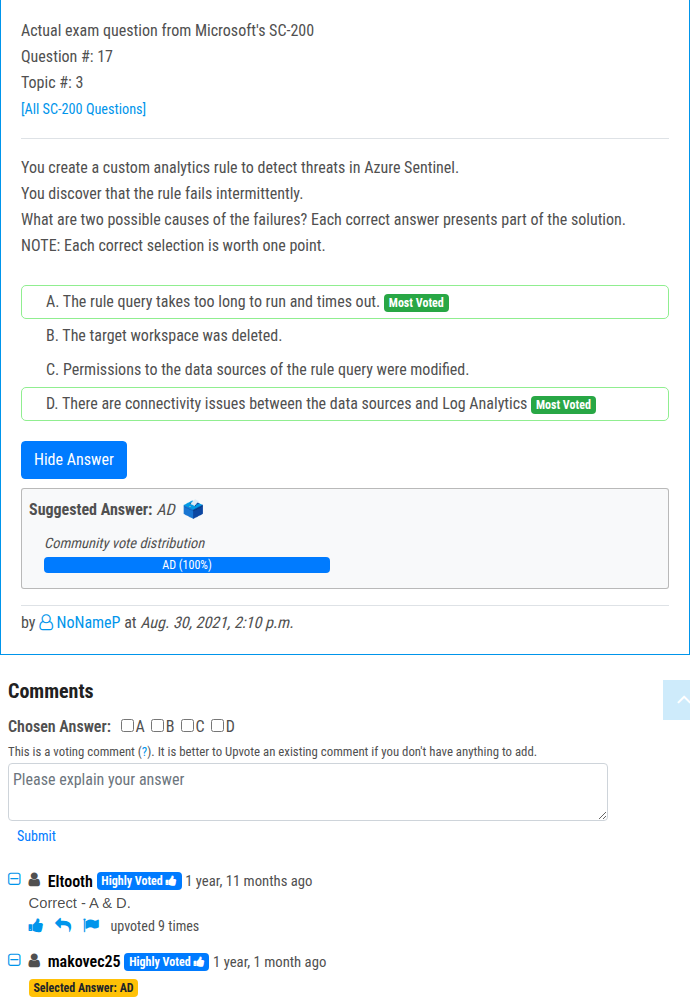 Actual exam question from Microsoft's SC-200
Question #: 17
Topic #: 3
[All SC-200 Questions]
You create a custom analytics rule to detect threats in Azure Sentinel.
You discover that the rule fails intermittently.
What are two possible causes of the failures? Each correct answer presents part of the solution.
NOTE: Each correct selection is worth one point.
A. The rule query takes too long to run and times out. Most Voted
B. The target workspace was deleted.
C. Permissions to the data sources of the rule query were modified.
D. There are connectivity issues between the data sources and Log Analytics Most Voted
Hide Answer
Suggested Answer: AD
Community vote distribution
AD (100%)
by NoNameP at Aug. 30, 2021, 2:10 p.m.
Comments
Chosen Answer: A B C D
This is a voting comment (?). It is better to Upvote an existing comment if you don't have anything to add.
Please explain your answer
Submit
Eltooth Highly Voted 1 year, 11 months ago
Correct - A & D.
upvoted 9 times
makovec25 Highly Voted 1 year, 1 month ago
Selected Answer: AD